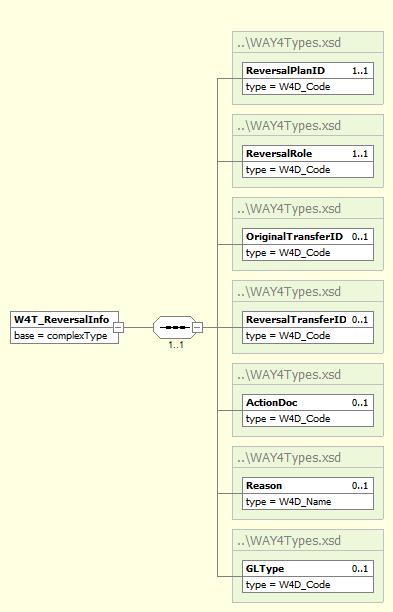 ..\WAY4Types.xsd
ReversalPlanID 1..1
type = W4D_Code
..\WAY4Types.xsd
ReversalRole 1..1
type = W4D_Code
..\WAY4Types.xsd
OriginalTransferID 0..1
type = W4D_Code
..\WAY4Types.xsd
W4T_ReversalInfo
base = complexType
1..1
ReversalTransferID 0..1
type = W4D_Code
..\WAY4Types.xsd
ActionDoc 0..1
type = W4D_Code
..\WAY4Types.xsd
Reason 0..1
type = W4D_Name
..\WAY4Types.xsd
GLType 0..1
type = W4D_Code